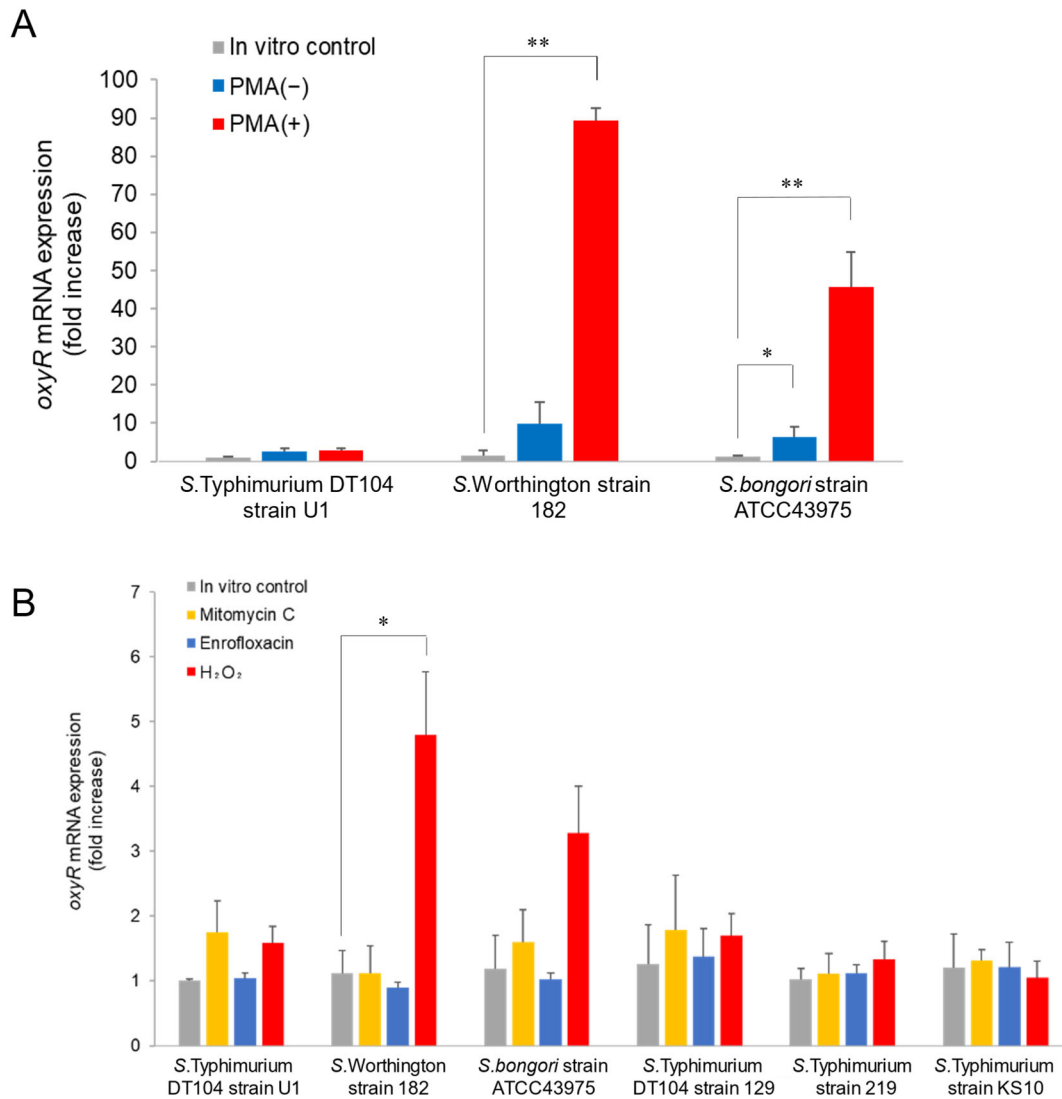 A
In vitro control
PMA(−)
PMA(+)
**
**
*
100
90
80
70
60
50
40
30
20
10
0
oxyR mRNA expression
(fold increase)
S.Typhimurium DT104
strain U1
S.Worthington strain
182
S.bongori strain
ATCC43975
B
In vitro control
Mitomycin C
Enrofloxacin
H₂O₂
*
7
6
5
4
3
2
1
0
oxyR mRNA expression
(fold increase)
S.Typhimurium
DT104 strain U1
S.Worthington
strain 182
S.bongori strain
ATCC43975
S.Typhimurium
DT104 strain 129
S.Typhimurium
strain 219
S.Typhimurium
strain KS10